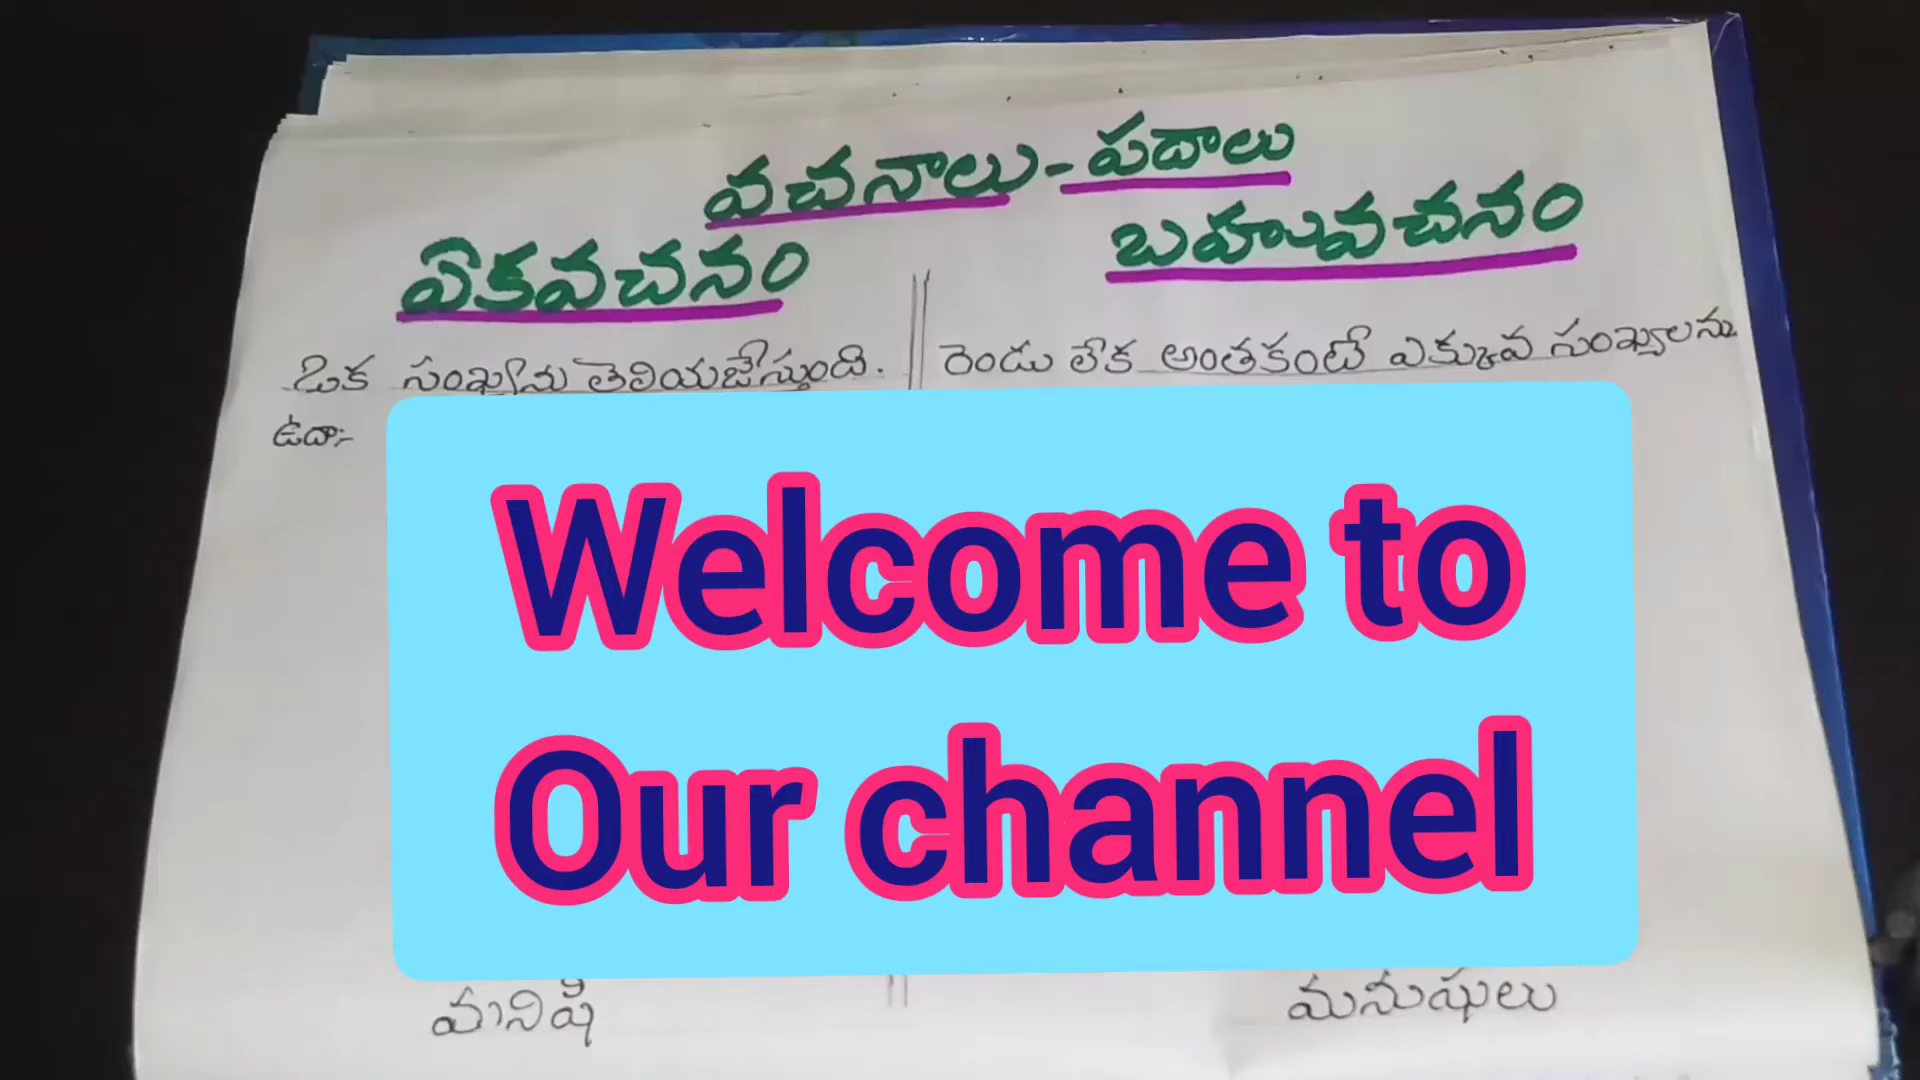 వచనాలు - పదాలు
ఏకవచనం
బహువచనం
ఒక సంఖ్యను తెలియజేస్తుంది.
రెండు లేక అంతకంటే ఎక్కువ సంఖ్యలను
ఉదా:-
Welcome to
Our channel
మనిషి
మనుషులు